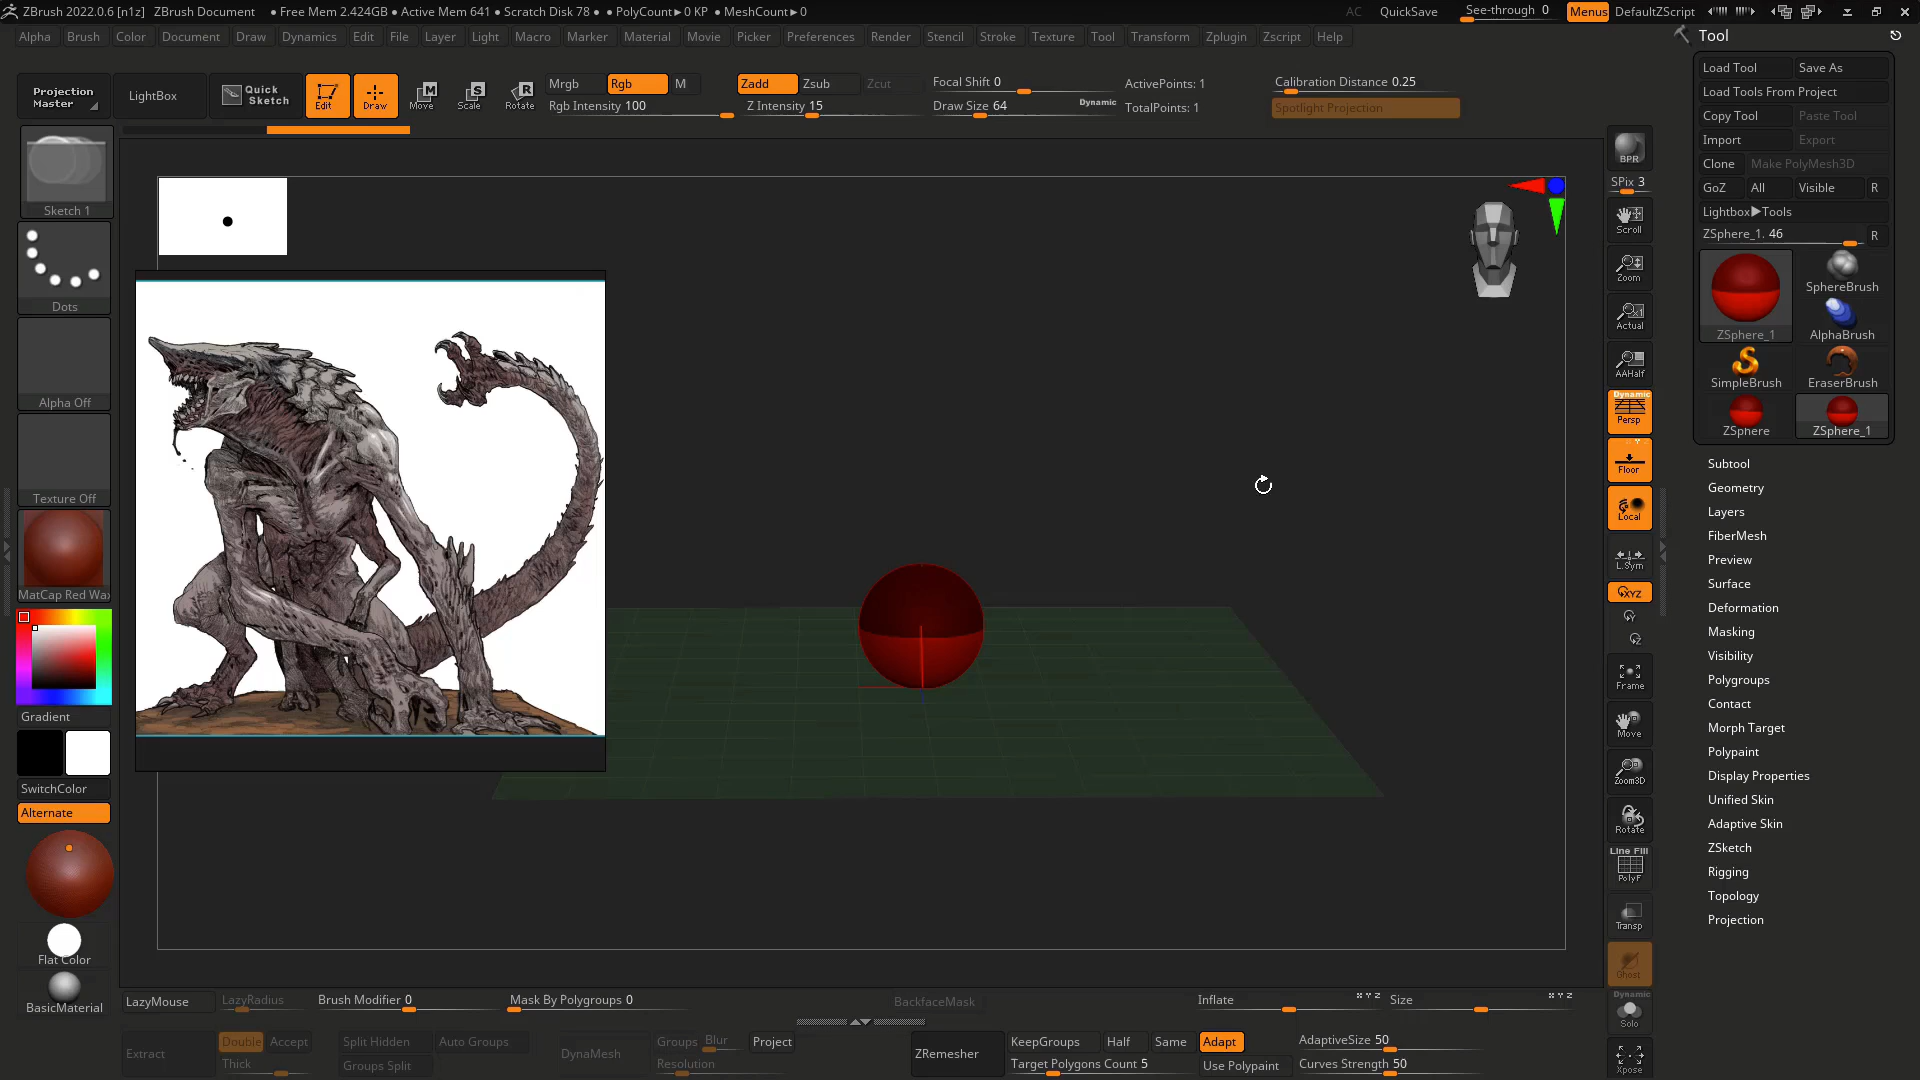 ZBrush 2022.0.6 [n1z] ZBrush Document • Free Mem 2.424GB • Active Mem 641 • Scratch Disk 78 • PolyCount►0 KP • MeshCount►0 AC QuickSave See-through 0 Menus DefaultZScript
Alpha Brush Color Document Draw Dynamics Edit File Layer Light Macro Marker Material Movie Picker Preferences Render Stencil Stroke Texture Tool Transform Zplugin Zscript Help
Projection Master
LightBox
Quick Sketch
Edit
Draw
Move
Scale
Rotate
Mrgb Rgb M
Rgb Intensity 100
Zadd Zsub Zcut
Z Intensity 15
Focal Shift 0
Draw Size 64 Dynamic
ActivePoints: 1
TotalPoints: 1
Calibration Distance 0.25
Spotlight Projection
Sketch 1
Dots
Alpha Off
Texture Off
MatCap Red Wax
Gradient
SwitchColor
Alternate
Flat Color
BasicMaterial
BPR
SPix 3
Scroll
Zoom
Actual
AAHalf
Dynamic
Persp
Floor
Local
L.Sym
XYZ
Y
Z
Frame
Move
Zoom3D
Rotate
Line Fill
PolyF
Transp
Ghost
Dynamic
Solo
Xpose
Tool
Load Tool Save As
Load Tools From Project
Copy Tool Paste Tool
Import Export
Clone Make PolyMesh3D
GoZ All Visible R
Lightbox►Tools
ZSphere_1. 46 R
ZSphere_1
SphereBrush
AlphaBrush
SimpleBrush EraserBrush
ZSphere ZSphere_1
Subtool
Geometry
Layers
FiberMesh
Preview
Surface
Deformation
Masking
Visibility
Polygroups
Contact
Morph Target
Polypaint
Display Properties
Unified Skin
Adaptive Skin
ZSketch
Rigging
Topology
Projection
LazyMouse LazyRadius Brush Modifier 0 Mask By Polygroups 0 BackfaceMask Inflate X Y Z Size X Y Z
Extract
Double Accept
Thick
Split Hidden Auto Groups
Groups Split
DynaMesh
Groups Blur Project
Resolution
ZRemesher
KeepGroups Half Same Adapt AdaptiveSize 50
Target Polygons Count 5 Use Polypaint Curves Strength 50